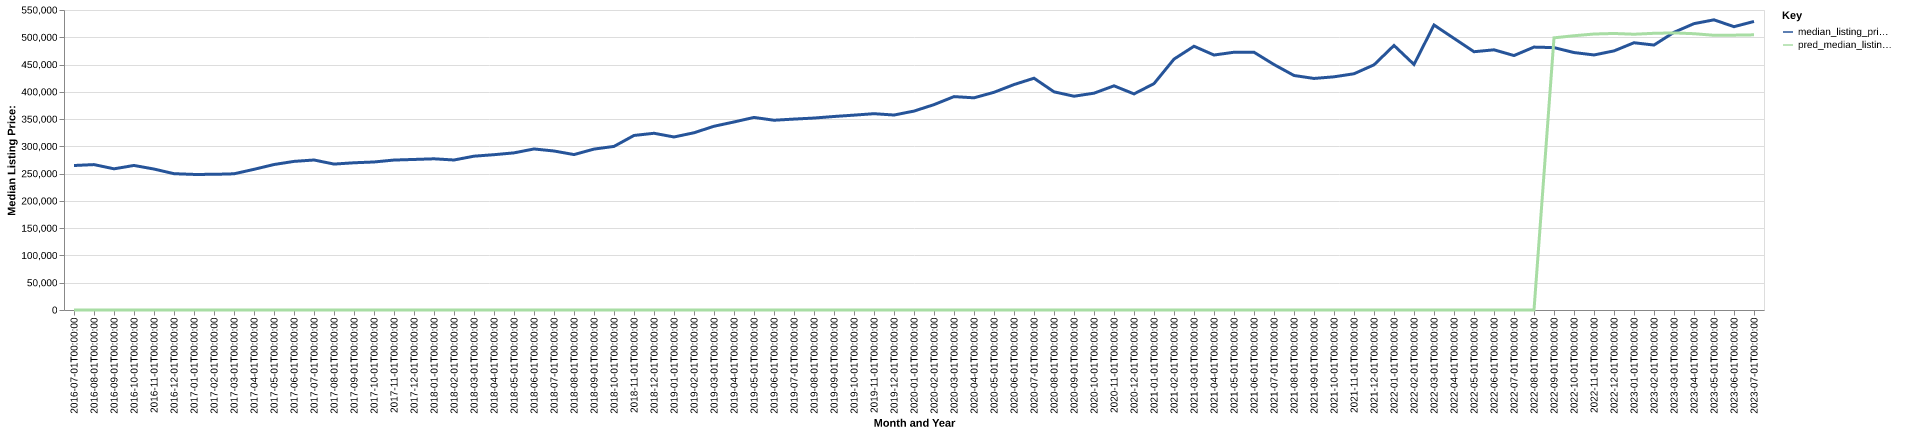 550,000
500,000
450,000
400,000
350,000
300,000
250,000
200,000
150,000
100,000
50,000
0
Median Listing Price:
2016-07-01T00:00:00
2016-08-01T00:00:00
2016-09-01T00:00:00
2016-10-01T00:00:00
2016-11-01T00:00:00
2016-12-01T00:00:00
2017-01-01T00:00:00
2017-02-01T00:00:00
2017-03-01T00:00:00
2017-04-01T00:00:00
2017-05-01T00:00:00
2017-06-01T00:00:00
2017-07-01T00:00:00
2017-08-01T00:00:00
2017-09-01T00:00:00
2017-10-01T00:00:00
2017-11-01T00:00:00
2017-12-01T00:00:00
2018-01-01T00:00:00
2018-02-01T00:00:00
2018-03-01T00:00:00
2018-04-01T00:00:00
2018-05-01T00:00:00
2018-06-01T00:00:00
2018-07-01T00:00:00
2018-08-01T00:00:00
2018-09-01T00:00:00
2018-10-01T00:00:00
2018-11-01T00:00:00
2018-12-01T00:00:00
2019-01-01T00:00:00
2019-02-01T00:00:00
2019-03-01T00:00:00
2019-04-01T00:00:00
2019-05-01T00:00:00
2019-06-01T00:00:00
2019-07-01T00:00:00
2019-08-01T00:00:00
2019-09-01T00:00:00
2019-10-01T00:00:00
2019-11-01T00:00:00
2019-12-01T00:00:00
2020-01-01T00:00:00
2020-02-01T00:00:00
2020-03-01T00:00:00
2020-04-01T00:00:00
2020-05-01T00:00:00
2020-06-01T00:00:00
2020-07-01T00:00:00
2020-08-01T00:00:00
2020-09-01T00:00:00
2020-10-01T00:00:00
2020-11-01T00:00:00
2020-12-01T00:00:00
2021-01-01T00:00:00
2021-02-01T00:00:00
2021-03-01T00:00:00
2021-04-01T00:00:00
2021-05-01T00:00:00
2021-06-01T00:00:00
2021-07-01T00:00:00
2021-08-01T00:00:00
2021-09-01T00:00:00
2021-10-01T00:00:00
2021-11-01T00:00:00
2021-12-01T00:00:00
2022-01-01T00:00:00
2022-02-01T00:00:00
2022-03-01T00:00:00
2022-04-01T00:00:00
2022-05-01T00:00:00
2022-06-01T00:00:00
2022-07-01T00:00:00
2022-08-01T00:00:00
2022-09-01T00:00:00
2022-10-01T00:00:00
2022-11-01T00:00:00
2022-12-01T00:00:00
2023-01-01T00:00:00
2023-02-01T00:00:00
2023-03-01T00:00:00
2023-04-01T00:00:00
2023-05-01T00:00:00
2023-06-01T00:00:00
2023-07-01T00:00:00
Month and Year
Key
median_listing_pri…
pred_median_listin…